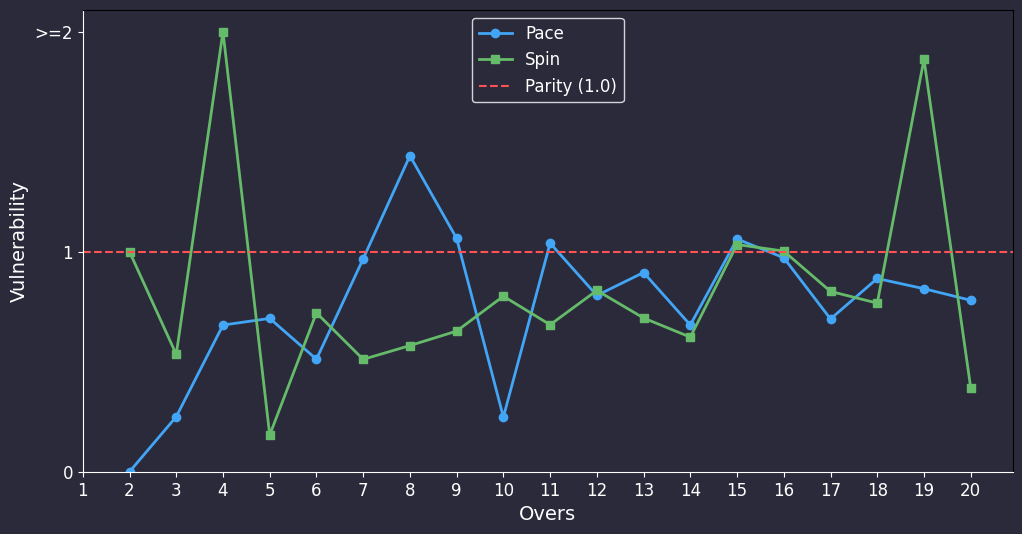 >=2
1
0
Vulnerability
Pace
Spin
Parity (1.0)
1 2 3 4 5 6 7 8 9 10 11 12 13 14 15 16 17 18 19 20
Overs